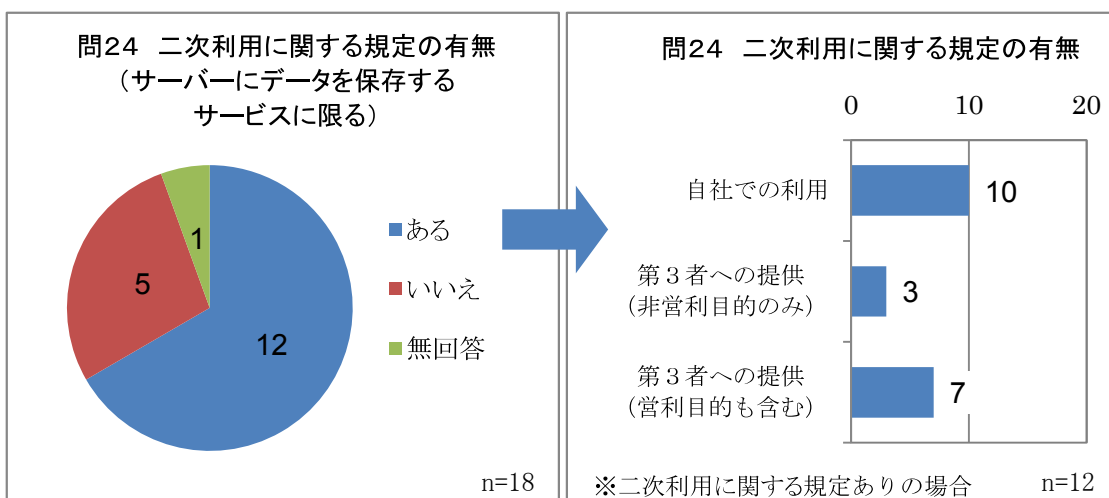 問24 二次利用に関する規定の有無
(サーバーにデータを保存する
サービスに限る)
12
5
1
ある
いいえ
無回答
n=18
問24 二次利用に関する規定の有無
0 10 20
自社での利用
10
第3者への提供
(非営利目的のみ)
3
第3者への提供
(営利目的も含む)
7
※二次利用に関する規定ありの場合 n=12